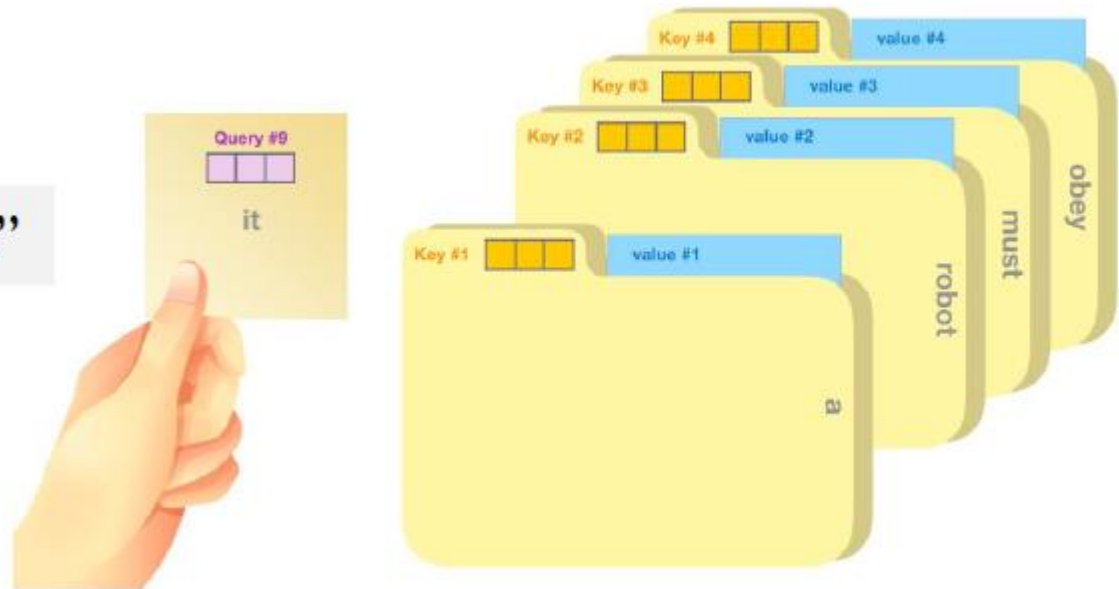 ”
Query #9
it
Key #4 value #4
Key #3 value #3
Key #2 value #2
Key #1 value #1
obey
must
robot
a